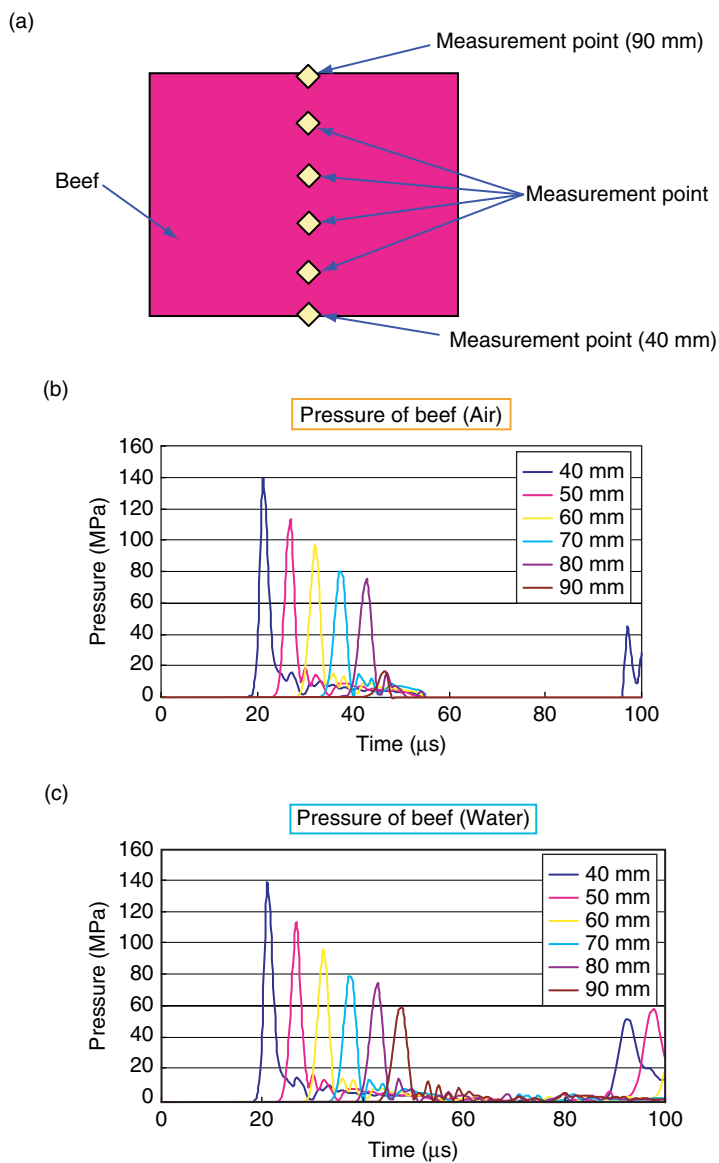 (a)
Measurement point (90 mm)
Beef
Measurement point
Measurement point (40 mm)
(b)
Pressure of beef (Air)
160
140
120
100
80
60
40
20
0
Pressure (MPa)
40 mm
50 mm
60 mm
70 mm
80 mm
90 mm
0 20 40 60 80 100
Time (μs)
(c)
Pressure of beef (Water)
160
140
120
100
80
60
40
20
0
Pressure (MPa)
40 mm
50 mm
60 mm
70 mm
80 mm
90 mm
0 20 40 60 80 100
Time (μs)